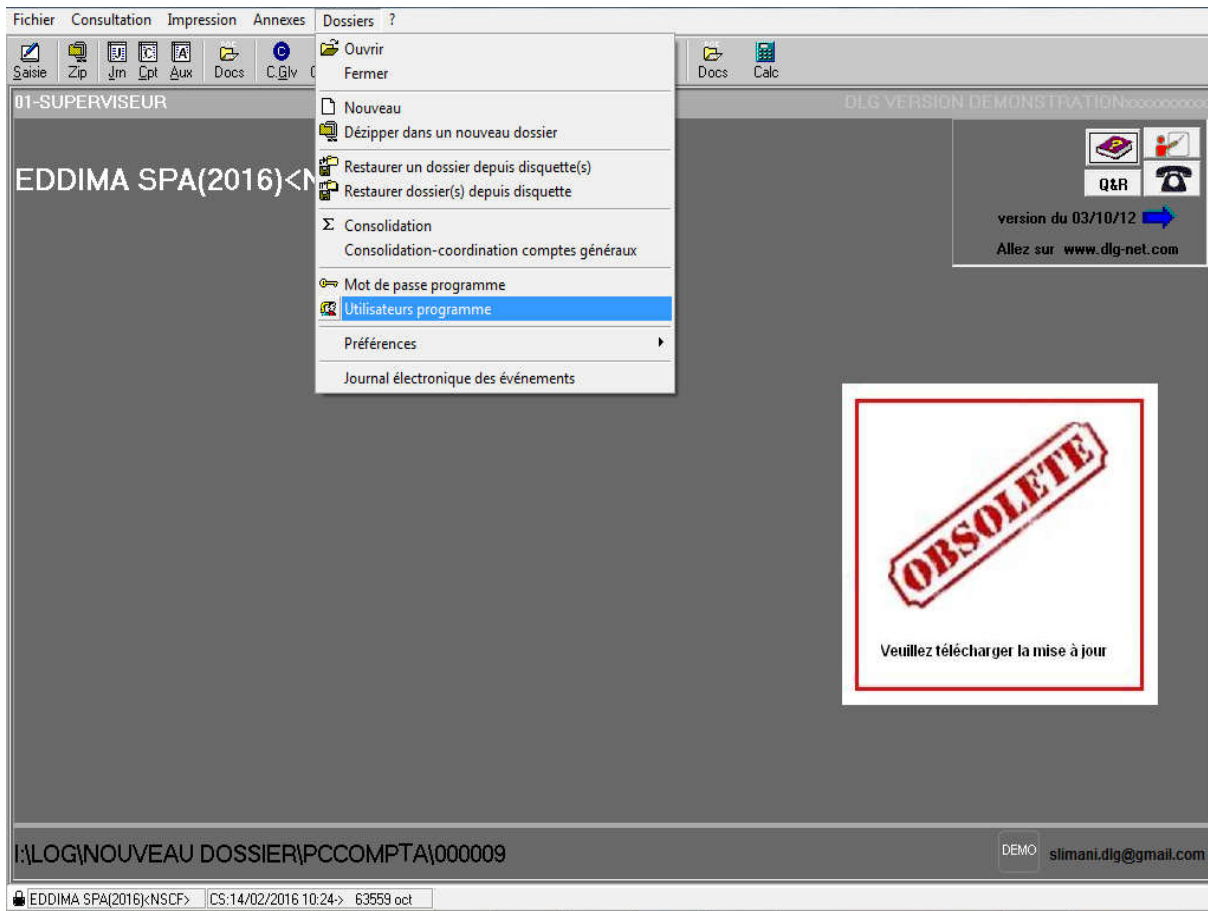 Fichier Consultation Impression Annexes Dossiers ?
Saisie Zip Jrn Cpt Aux Docs C.Glv Docs Calc
Ouvrir
Fermer
Nouveau
Dézipper dans un nouveau dossier
Restaurer un dossier depuis disquette(s)
Restaurer dossier(s) depuis disquette
Σ Consolidation
Consolidation-coordination comptes généraux
Mot de passe programme
Utilisateurs programme
Préférences
Journal électronique des événements
01-SUPERVISEUR
DLG VERSION DEMONSTRATIONxxxxxxxxxx
EDDIMA SPA(2016)<N
Q&R
version du 03/10/12
Allez sur www.dlg-net.com
OBSOLETE
Veuillez télécharger la mise à jour
I:\LOG\NOUVEAU DOSSIER\PCCOMPTA\000009
DEMO slimani.dlg@gmail.com
EDDIMA SPA(2016)<NSCF> CS:14/02/2016 10:24-> 63559 oct